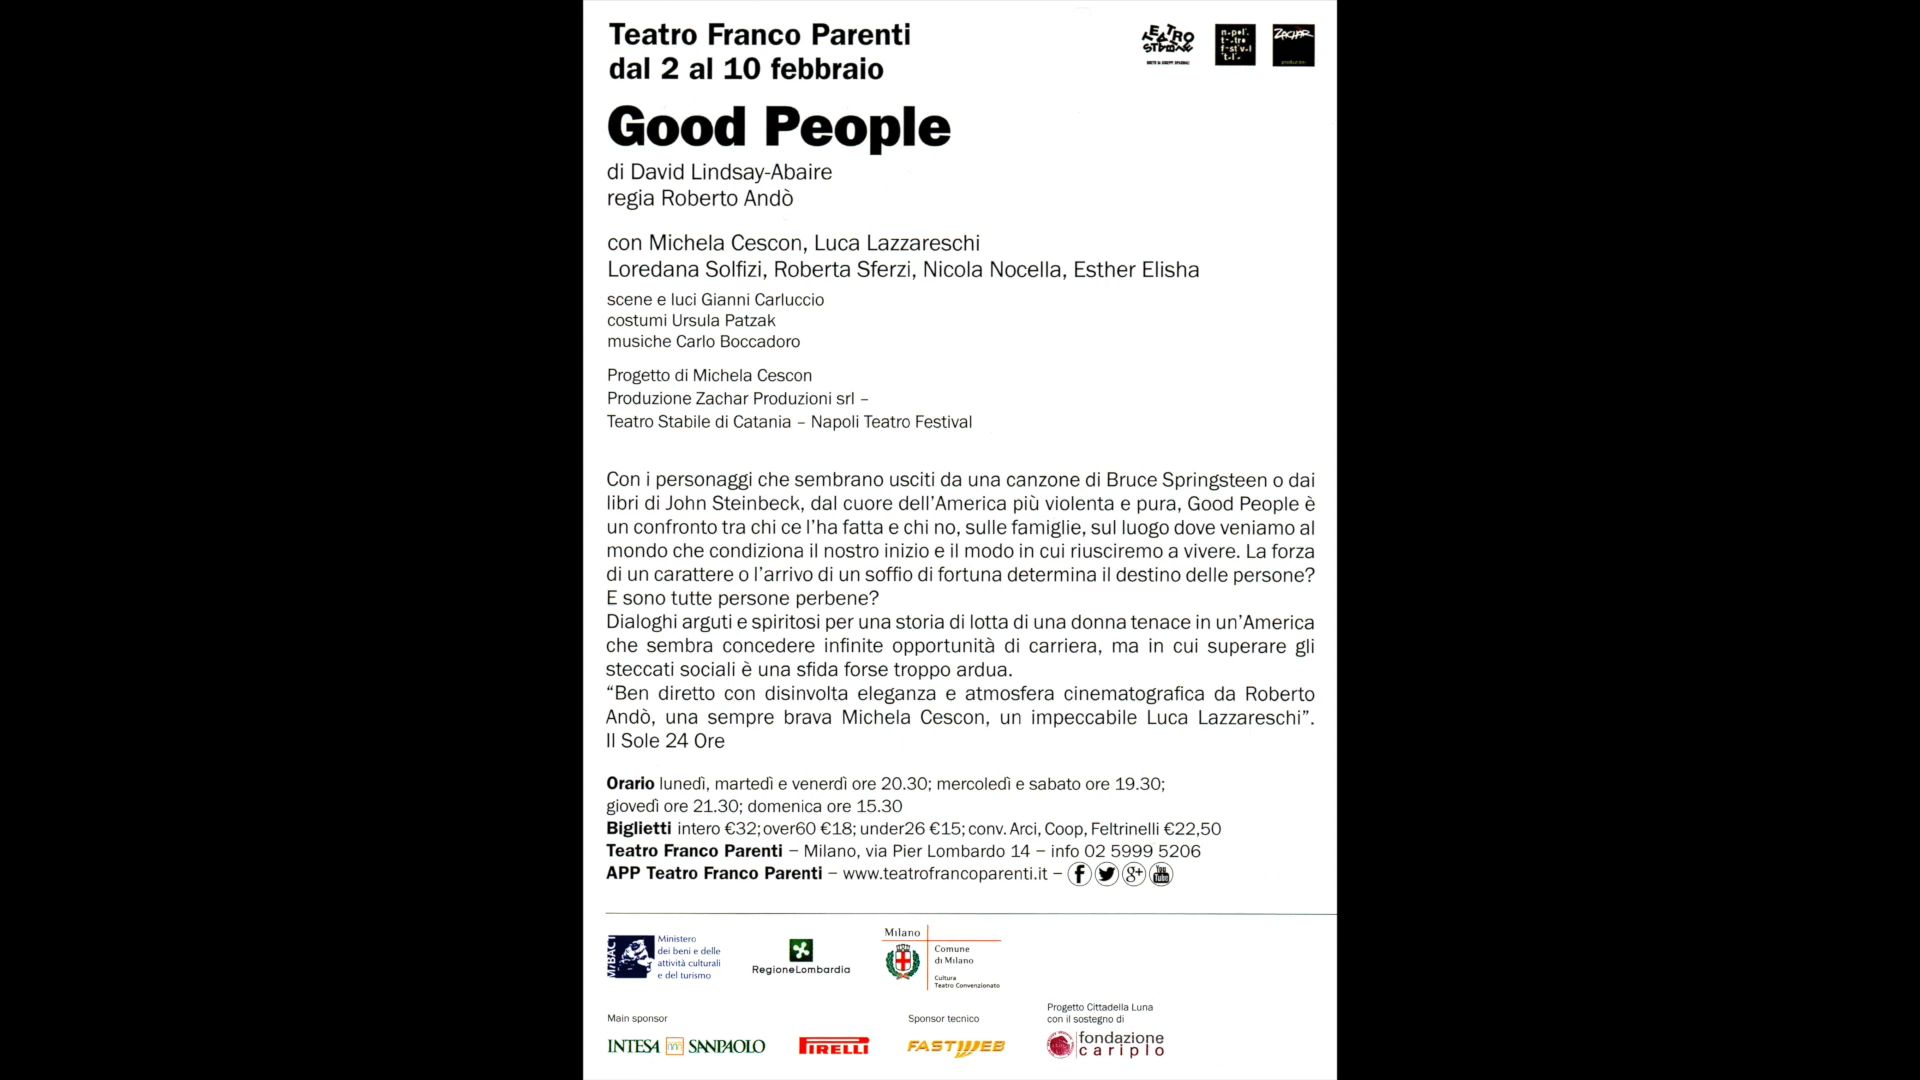 Teatro Franco Parenti
dal 2 al 10 febbraio
TEATRO
ZACHAR
Good People
di David Lindsay-Abaire
regia Roberto Andò
con Michela Cescon, Luca Lazzareschi
Loredana Solfizi, Roberta Sferzi, Nicola Nocella, Esther Elisha
scene e luci Gianni Carluccio
costumi Ursula Patzak
musiche Carlo Boccadoro
Progetto di Michela Cescon
Produzione Zachar Produzioni srl –
Teatro Stabile di Catania – Napoli Teatro Festival
Con i personaggi che sembrano usciti da una canzone di Bruce Springsteen o dai
libri di John Steinbeck, dal cuore dell'America più violenta e pura, Good People è
un confronto tra chi ce l'ha fatta e chi no, sulle famiglie, sul luogo dove veniamo al
mondo che condiziona il nostro inizio e il modo in cui riusciremo a vivere. La forza
di un carattere o l'arrivo di un soffio di fortuna determina il destino delle persone?
E sono tutte persone perbene?
Dialoghi arguti e spiritosi per una storia di lotta di una donna tenace in un'America
che sembra concedere infinite opportunità di carriera, ma in cui superare gli
steccati sociali è una sfida forse troppo ardua.
“Ben diretto con disinvolta eleganza e atmosfera cinematografica da Roberto
Andò, una sempre brava Michela Cescon, un impeccabile Luca Lazzareschi”.
Il Sole 24 Ore
Orario lunedì, martedì e venerdì ore 20.30; mercoledì e sabato ore 19.30;
giovedì ore 21.30; domenica ore 15.30
Biglietti intero €32; over60 €18; under26 €15; conv. Arci, Coop, Feltrinelli €22,50
Teatro Franco Parenti – Milano, via Pier Lombardo 14 – info 02 5999 5206
APP Teatro Franco Parenti – www.teatrofrancoparenti.it – f g+ You Tube
MiBACT
Ministero
dei beni e delle
attività culturali
e del turismo
RegioneLombardia
Milano
Comune
di Milano
Cultura
Teatro Convenzionato
Main sponsor
INTESA SANPAOLO
PIRELLI
Sponsor tecnico
FASTWEB
Progetto Cittadella Luna
con il sostegno di
fondazione
cariplo